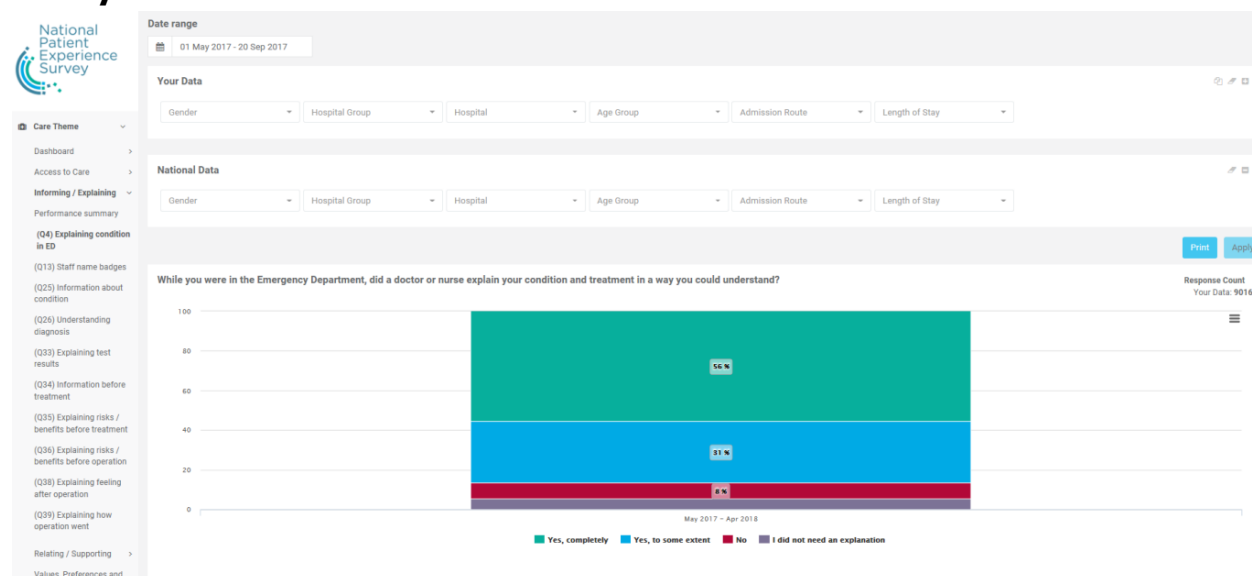 National
Patient
Experience
Survey
Care Theme
Dashboard
Access to Care
Informing / Explaining
Performance summary
(Q4) Explaining condition
in ED
(Q13) Staff name badges
(Q25) Information about
condition
(Q26) Understanding
diagnosis
(Q33) Explaining test
results
(Q34) Information before
treatment
(Q35) Explaining risks /
benefits before treatment
(Q36) Explaining risks /
benefits before operation
(Q38) Explaining feeling
after operation
(Q39) Explaining how
operation went
Relating / Supporting
Values, Preferences and
Date range
01 May 2017 - 20 Sep 2017
Your Data
Gender Hospital Group Hospital Age Group Admission Route Length of Stay
National Data
Gender Hospital Group Hospital Age Group Admission Route Length of Stay
Print Apply
While you were in the Emergency Department, did a doctor or nurse explain your condition and treatment in a way you could understand?
Response Count
Your Data: 9016
100
80
60
40
20
0
56 %
31 %
8 %
May 2017 - Apr 2018
Yes, completely Yes, to some extent No I did not need an explanation